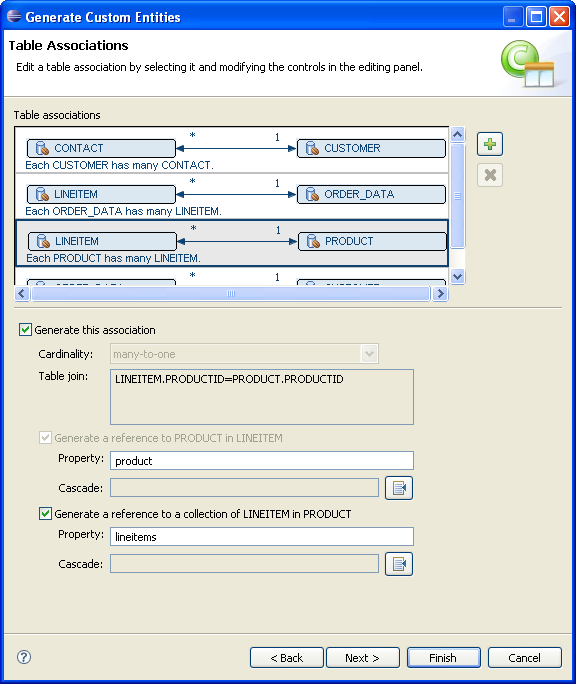 Generate Custom Entities
Table Associations
Edit a table association by selecting it and modifying the controls in the editing panel.
Table associations
CONTACT * 1 CUSTOMER
Each CUSTOMER has many CONTACT.
LINEITEM * 1 ORDER_DATA
Each ORDER_DATA has many LINEITEM.
LINEITEM * 1 PRODUCT
Each PRODUCT has many LINEITEM.
ORDER_DATA * 1 CUSTOMER
Generate this association
Cardinality: many-to-one
Table join: LINEITEM.PRODUCTID=PRODUCT.PRODUCTID
Generate a reference to PRODUCT in LINEITEM
Property: product
Cascade:
Generate a reference to a collection of LINEITEM in PRODUCT
Property: lineitems
Cascade:
< Back Next > Finish Cancel